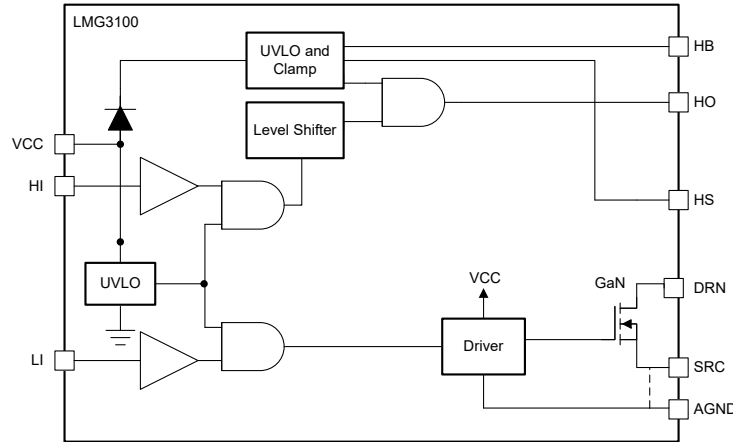 LMG3100
UVLO and
Clamp
HB
HO
Level Shifter
VCC
HI
HS
UVLO
VCC
GaN
DRN
Driver
LI
SRC
AGND